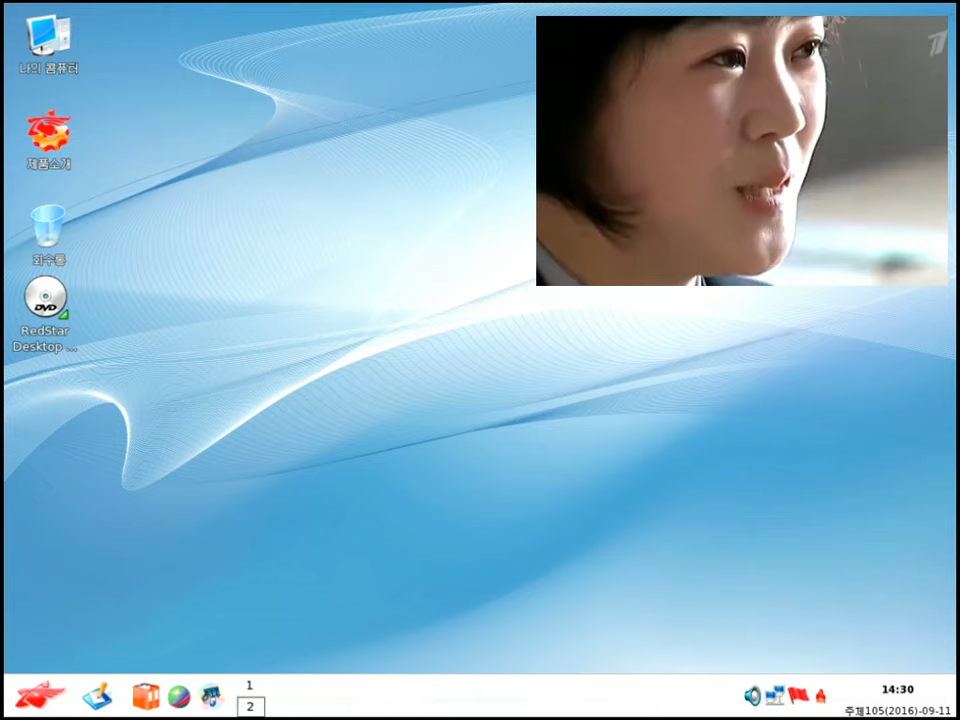 나의 콤퓨터
제품소개
회수통
DVD
RedStar
Desktop ...
1
2
14:30
주체105(2016)-09-11